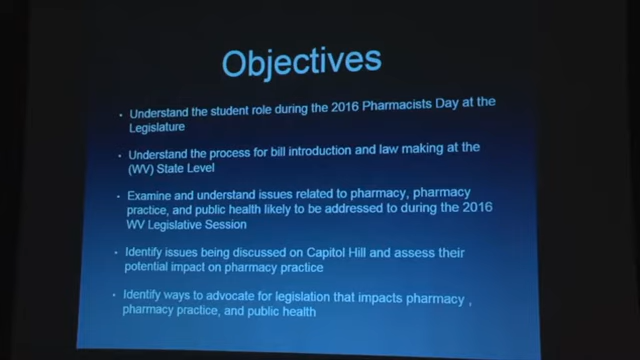 Objectives
• Understand the student role during the 2016 Pharmacists Day at the
Legislature
• Understand the process for bill introduction and law making at the
(WV) State Level
• Examine and understand issues related to pharmacy, pharmacy
practice, and public health likely to be addressed to during the 2016
WV Legislative Session
• Identify issues being discussed on Capitol Hill and assess their
potential impact on pharmacy practice
• Identify ways to advocate for legislation that impacts pharmacy ,
pharmacy practice, and public health